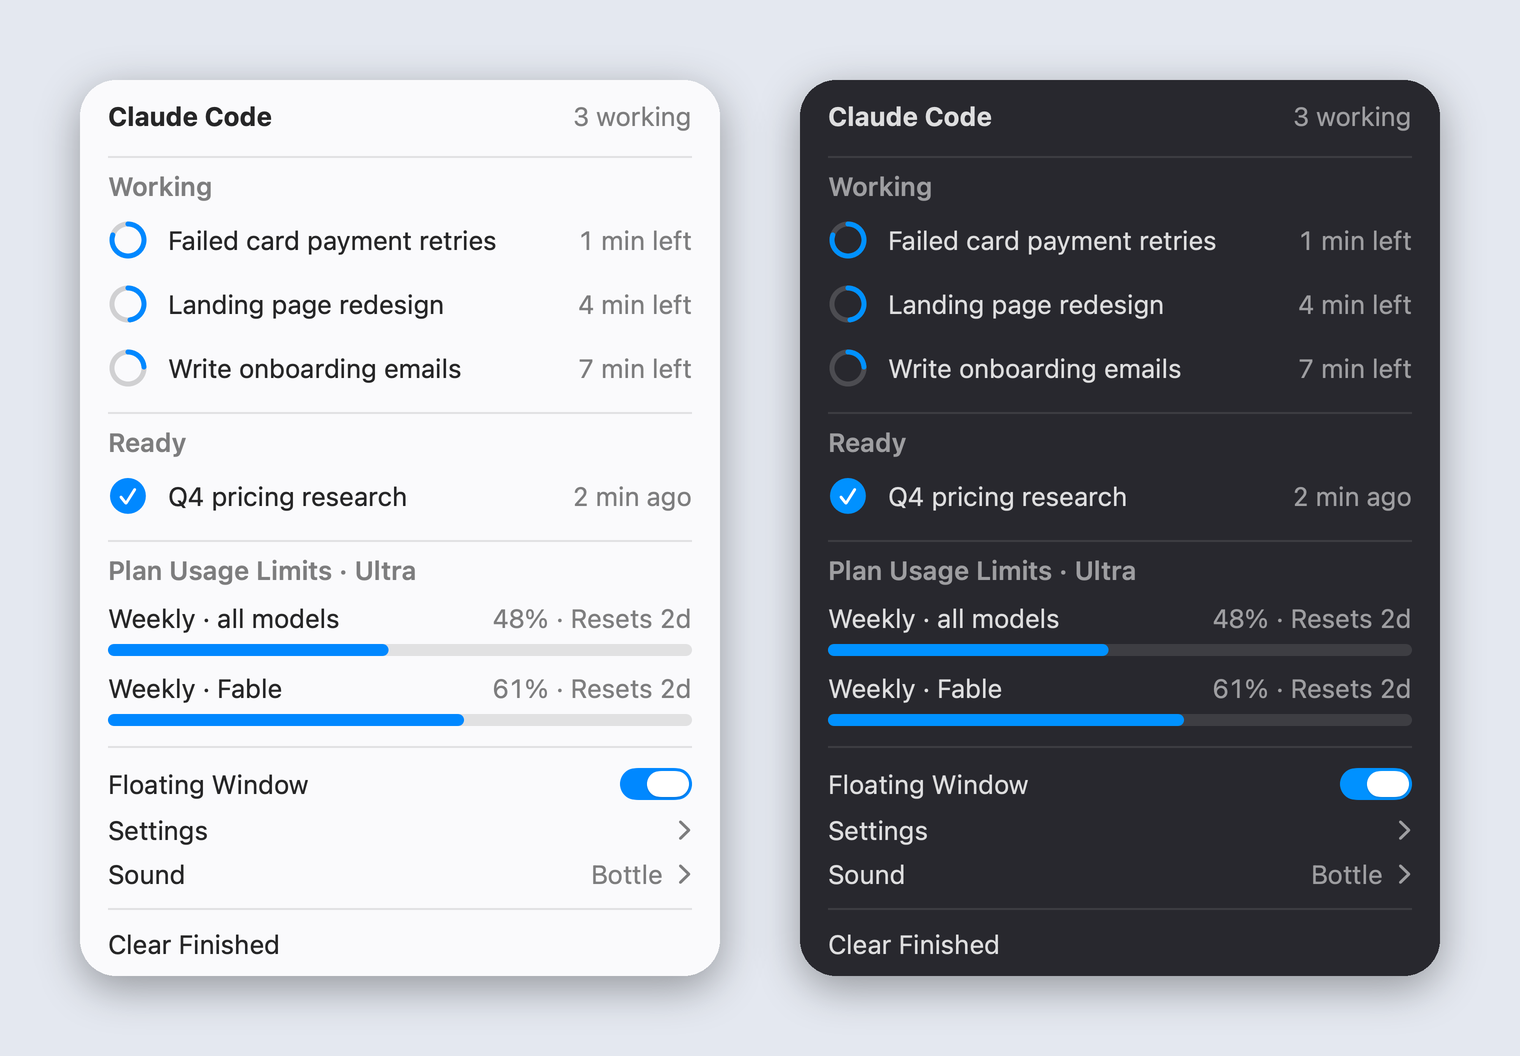 Claude Code 3 working
Working
Failed card payment retries 1 min left
Landing page redesign 4 min left
Write onboarding emails 7 min left
Ready
Q4 pricing research 2 min ago
Plan Usage Limits · Ultra
Weekly · all models 48% · Resets 2d
Weekly · Fable 61% · Resets 2d
Floating Window
Settings
Sound Bottle
Clear Finished
Claude Code 3 working
Working
Failed card payment retries 1 min left
Landing page redesign 4 min left
Write onboarding emails 7 min left
Ready
Q4 pricing research 2 min ago
Plan Usage Limits · Ultra
Weekly · all models 48% · Resets 2d
Weekly · Fable 61% · Resets 2d
Floating Window
Settings
Sound Bottle
Clear Finished